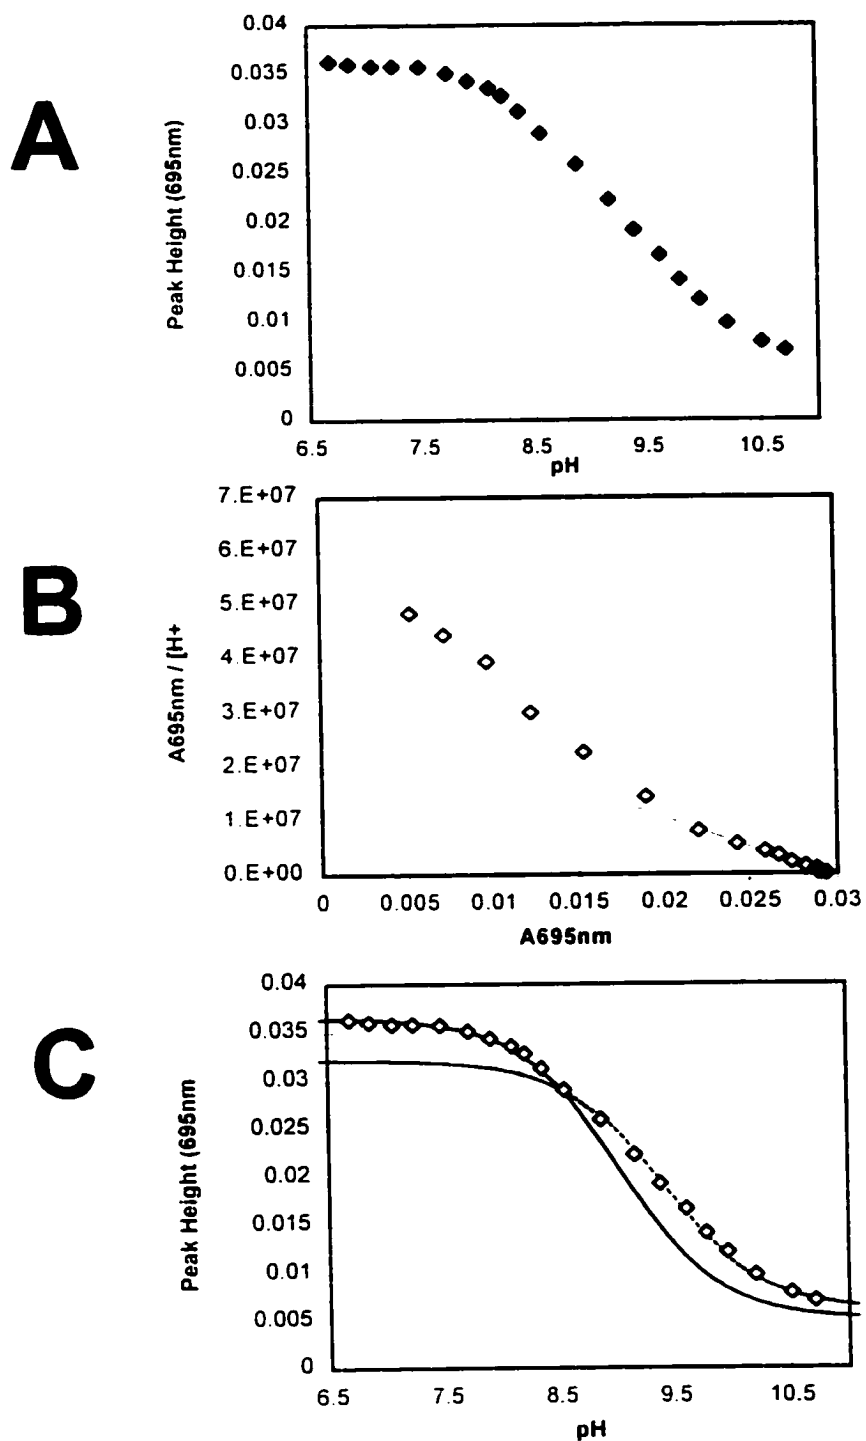 A
0.04
0.035
0.03
0.025
0.02
0.015
0.01
0.005
0
Peak Height (695nm)
6.5 7.5 8.5 9.5 10.5
pH
B
7.E+07
6.E+07
5.E+07
4.E+07
3.E+07
2.E+07
1.E+07
0.E+00
A695nm / [H+
0 0.005 0.01 0.015 0.02 0.025 0.03
A695nm
C
0.04
0.035
0.03
0.025
0.02
0.015
0.01
0.005
0
Peak Height (695nm
6.5 7.5 8.5 9.5 10.5
pH